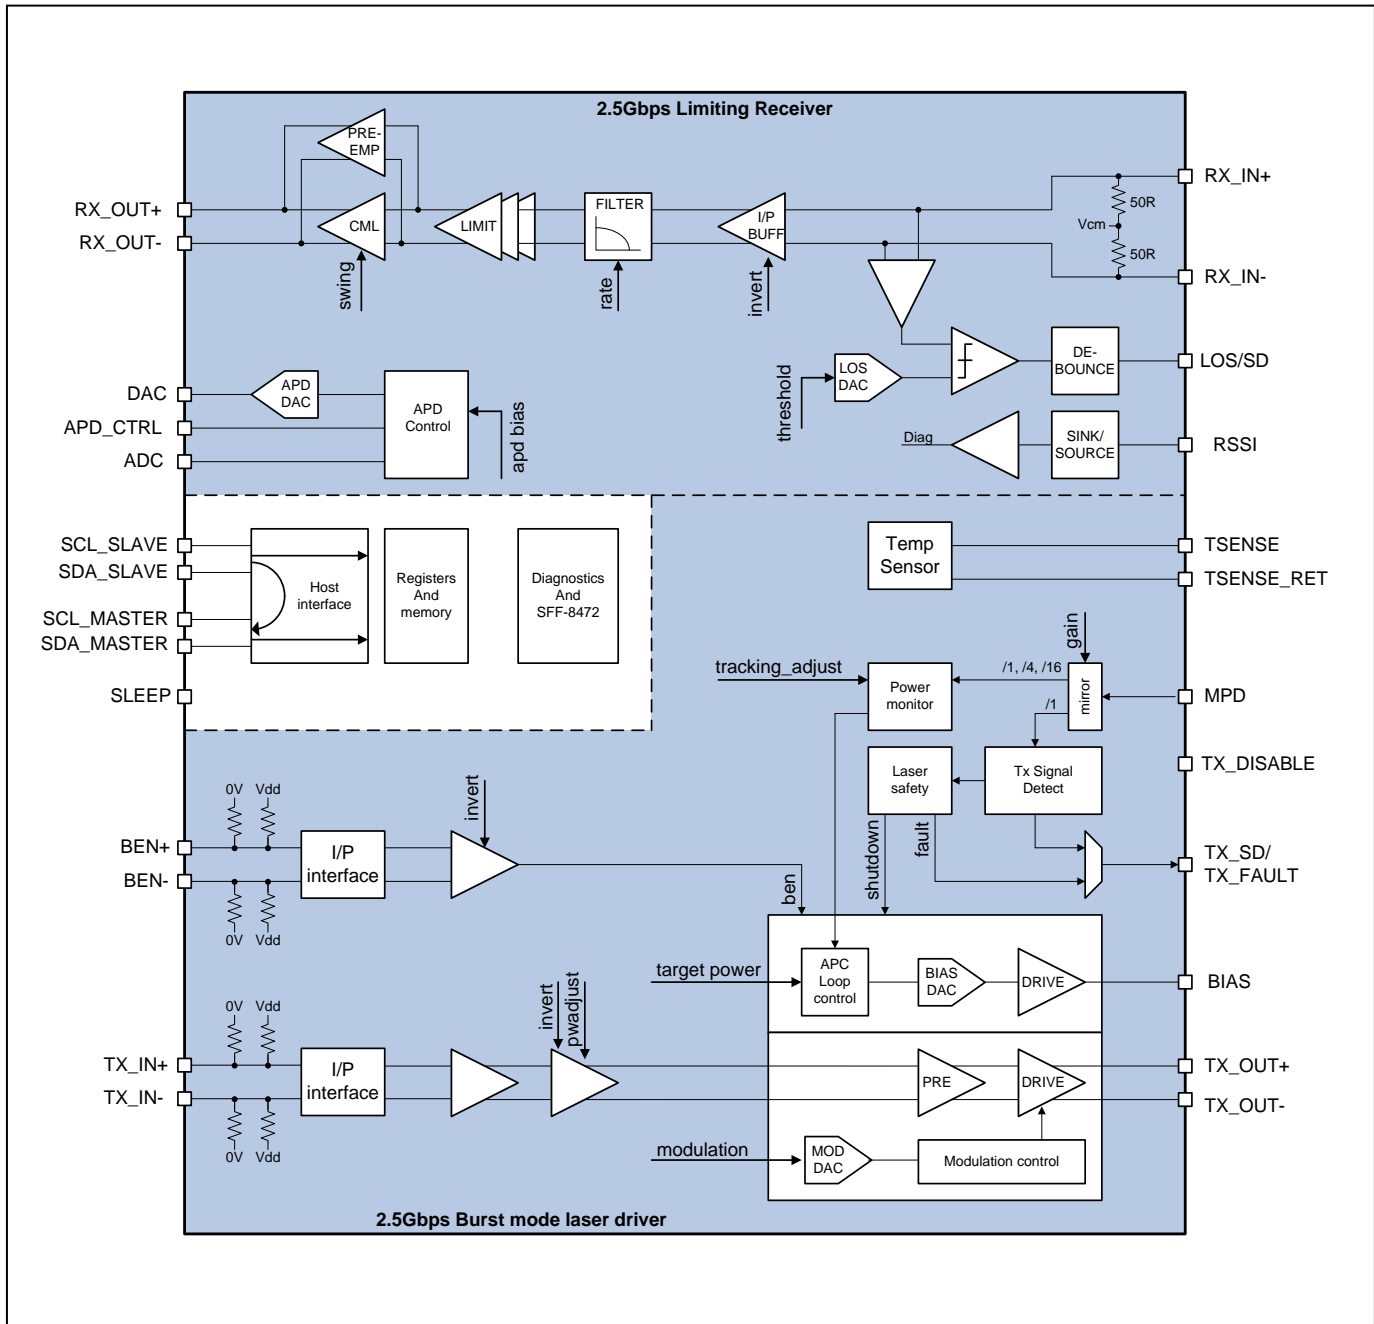 2.5Gbps Limiting Receiver
PRE-
EMP
RX_OUT+
RX_OUT-
CML
LIMIT
FILTER
I/P
BUFF
swing
rate
invert
RX_IN+
50R
Vcm
50R
RX_IN-
LOS
DAC
threshold
DE-
BOUNCE
LOS/SD
Diag
SINK/
SOURCE
RSSI
DAC
APD_CTRL
ADC
APD
DAC
APD
Control
apd bias
SCL_SLAVE
SDA_SLAVE
SCL_MASTER
SDA_MASTER
SLEEP
Host
interface
Registers
And
memory
Diagnostics
And
SFF-8472
Temp
Sensor
TSENSE
TSENSE_RET
gain
tracking_adjust
Power
monitor
/1, /4, /16
/1
mirror
MPD
Laser
safety
Tx Signal
Detect
TX_DISABLE
shutdown
fault
TX_SD/
TX_FAULT
0V
Vdd
BEN+
BEN-
I/P
interface
invert
0V
Vdd
ben
target power
APC
Loop
control
BIAS
DAC
DRIVE
BIAS
0V
Vdd
TX_IN+
TX_IN-
I/P
interface
invert
pwadjust
0V
Vdd
PRE
DRIVE
TX_OUT+
TX_OUT-
modulation
MOD
DAC
Modulation control
2.5Gbps Burst mode laser driver